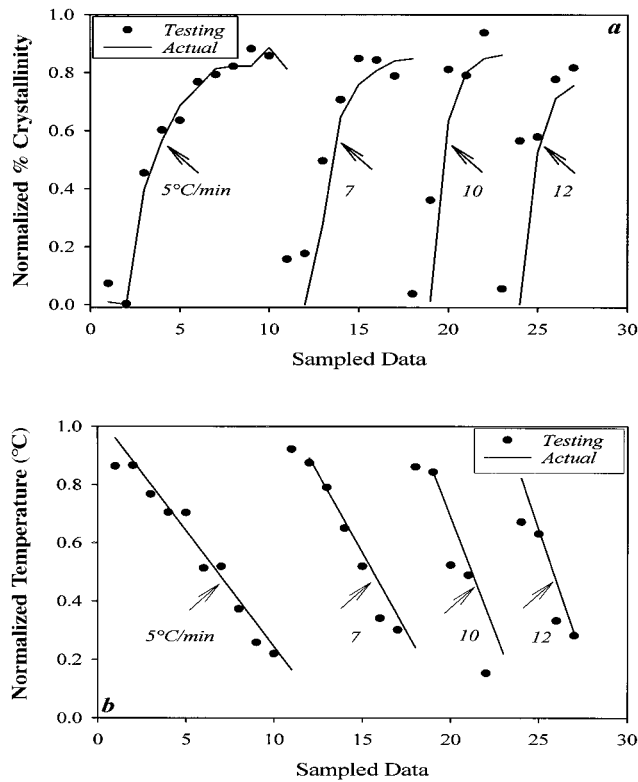 a
Testing
Actual
1.0
0.8
0.6
0.4
0.2
0.0
Normalized % Crystallinity
5°C/min
7
10
12
0 5 10 15 20 25 30
Sampled Data
Testing
Actual
1.0
0.8
0.6
0.4
0.2
0.0
Normalized Temperature (°C)
5°C/min
7
10
12
b
0 5 10 15 20 25 30
Sampled Data